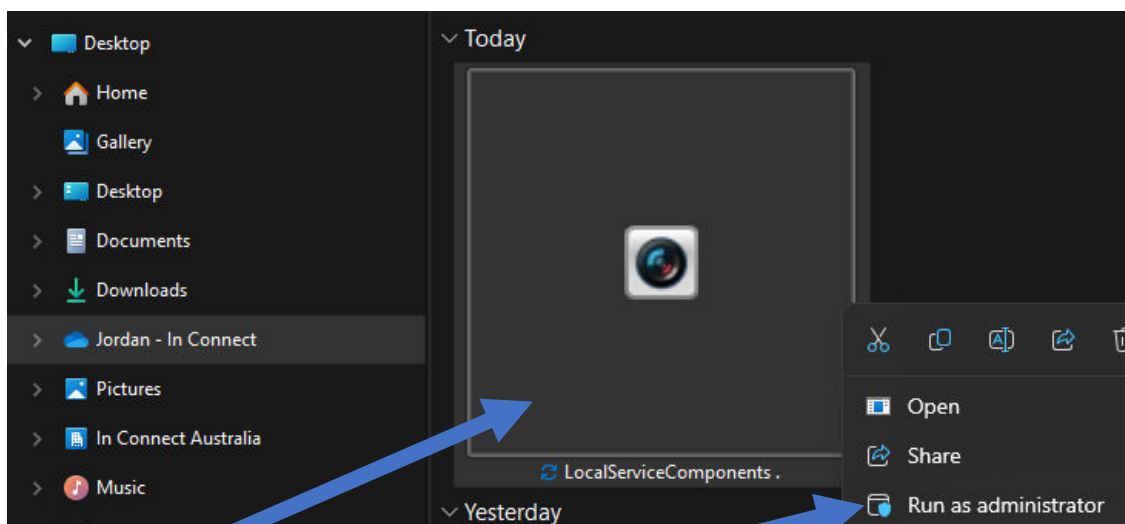 Desktop
Home
Gallery
Desktop
Documents
Downloads
Jordan - In Connect
Pictures
In Connect Australia
Music
Today
LocalServiceComponents .
Yesterday
Open
Share
Run as administrator